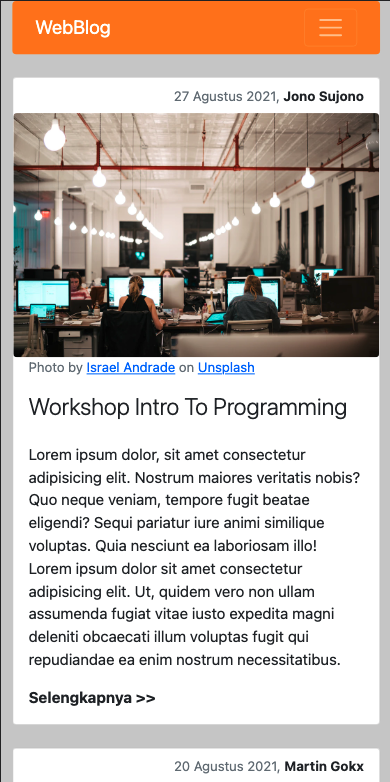 WebBlog
27 Agustus 2021, Jono Sujono
Photo by Israel Andrade on Unsplash
Workshop Intro To Programming
Lorem ipsum dolor, sit amet consectetur
adipisicing elit. Nostrum maiores veritatis nobis?
Quo neque veniam, tempore fugit beatae
eligendi? Sequi pariatur iure animi similique
voluptas. Quia nesciunt ea laboriosam illo!
Lorem ipsum dolor, sit amet consectetur
adipisicing elit. Ut, quidem vero non ullam
assumenda fugiat vitae iusto expedita magni
deleniti obcaecati illum voluptas fugit qui
repudiandae ea enim nostrum necessitatibus.
Selengkapnya >>
20 Agustus 2021, Martin Gokx